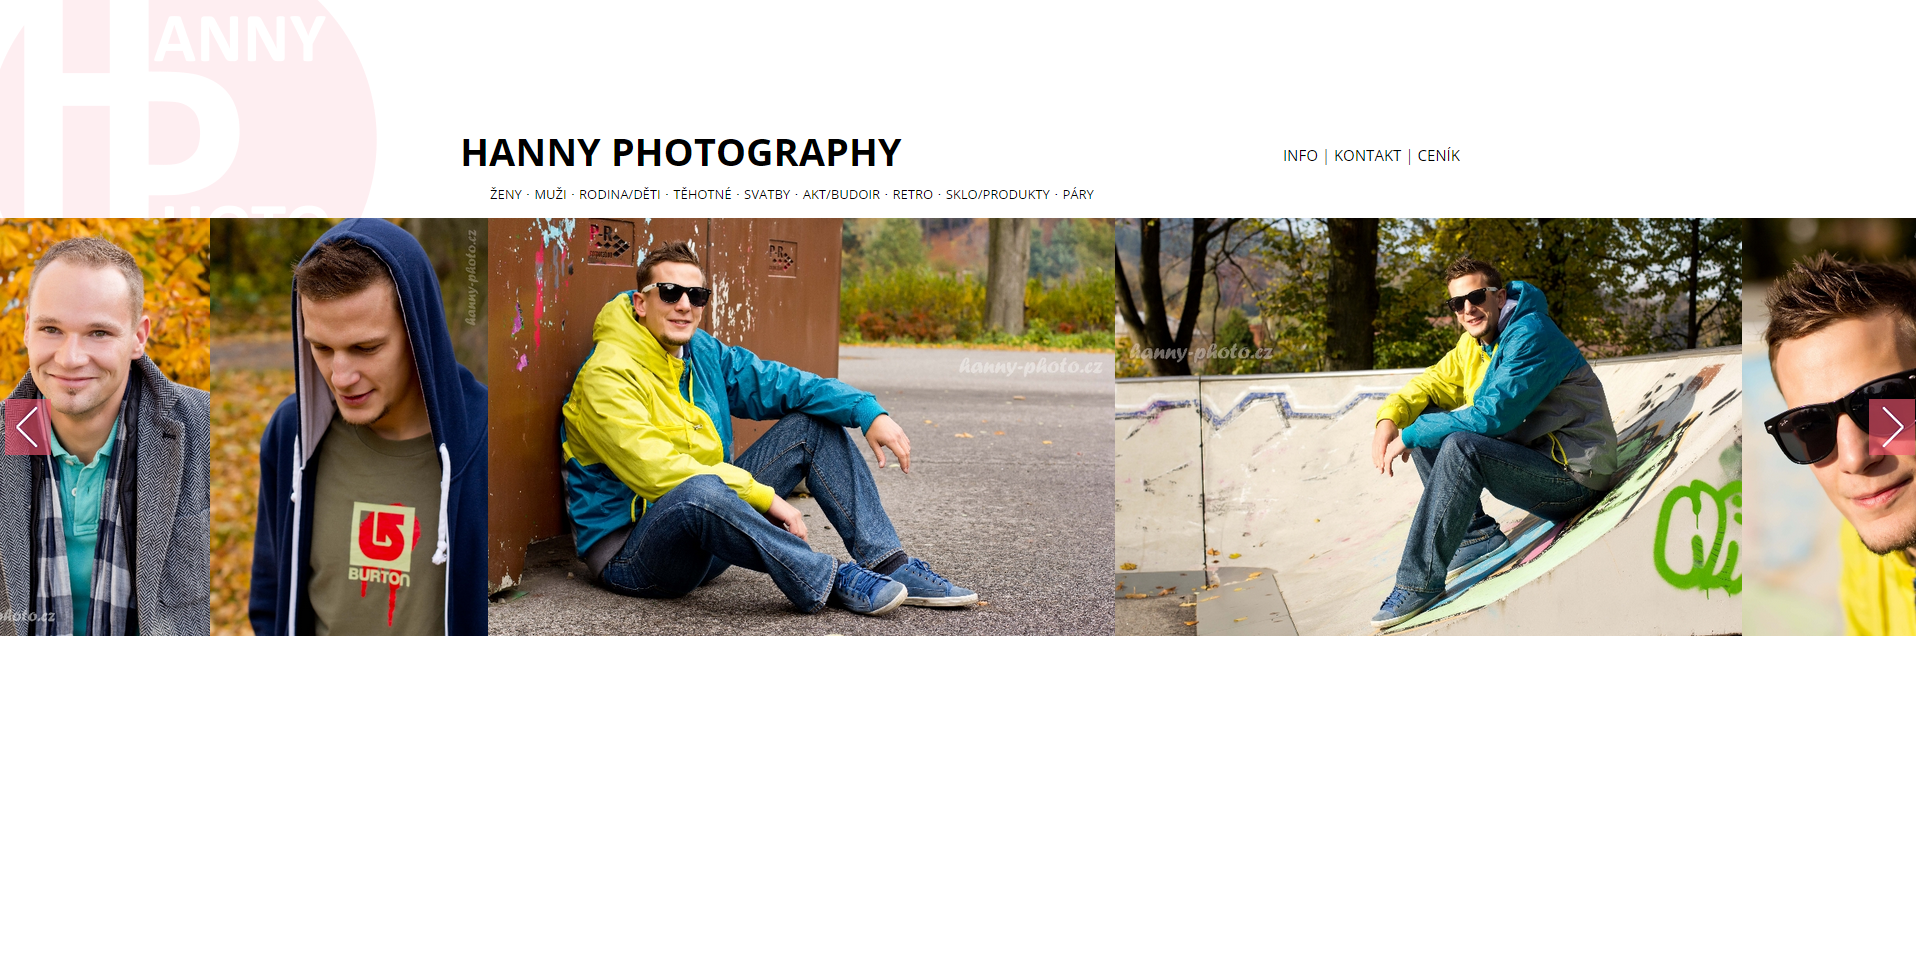 ANNY
HP
HANNY PHOTOGRAPHY
INFO | KONTAKT | CENÍK
ŽENY · MUŽI · RODINA/DĚTI · TĚHOTNÉ · SVATBY · AKT/BUDOIR · RETRO · SKLO/PRODUKTY · PÁRY
hanny-photo.cz
P-R
P-R
hanny-photo.cz
hanny-photo.cz
BURTON
photo.cz